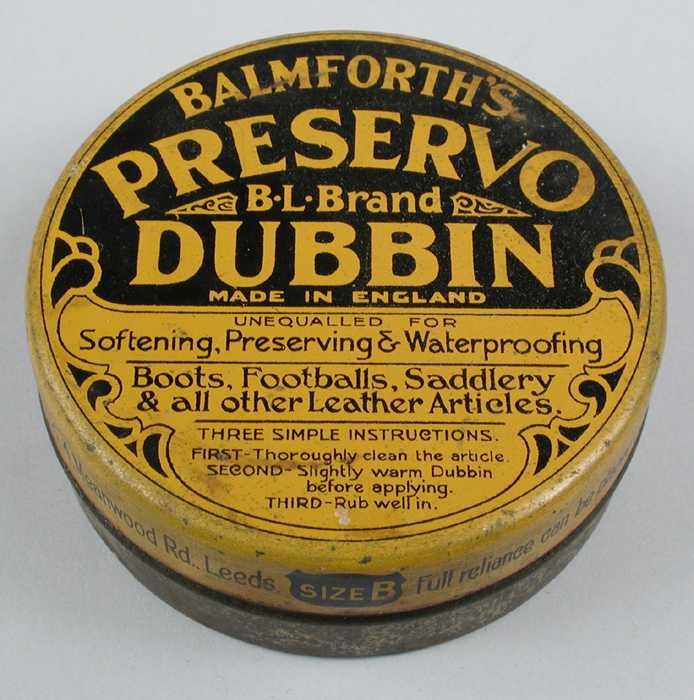 BALMFORTH'S
PRESERVO
B·L·Brand
DUBBIN
MADE IN ENGLAND
UNEQUALLED FOR
Softening, Preserving & Waterproofing
Boots, Footballs, Saddlery
& all other Leather Articles.
THREE SIMPLE INSTRUCTIONS.
FIRST-Thoroughly clean the article.
SECOND-Slightly warm Dubbin
before applying.
THIRD-Rub well in.
Meanwood Rd., Leeds. SIZE B Full reliance can be